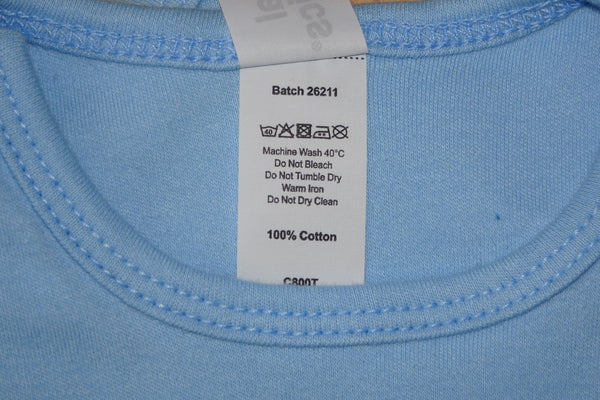 Batch 26211
40
Machine Wash 40°C
Do Not Bleach
Do Not Tumble Dry
Warm Iron
Do Not Dry Clean
100% Cotton
C800T